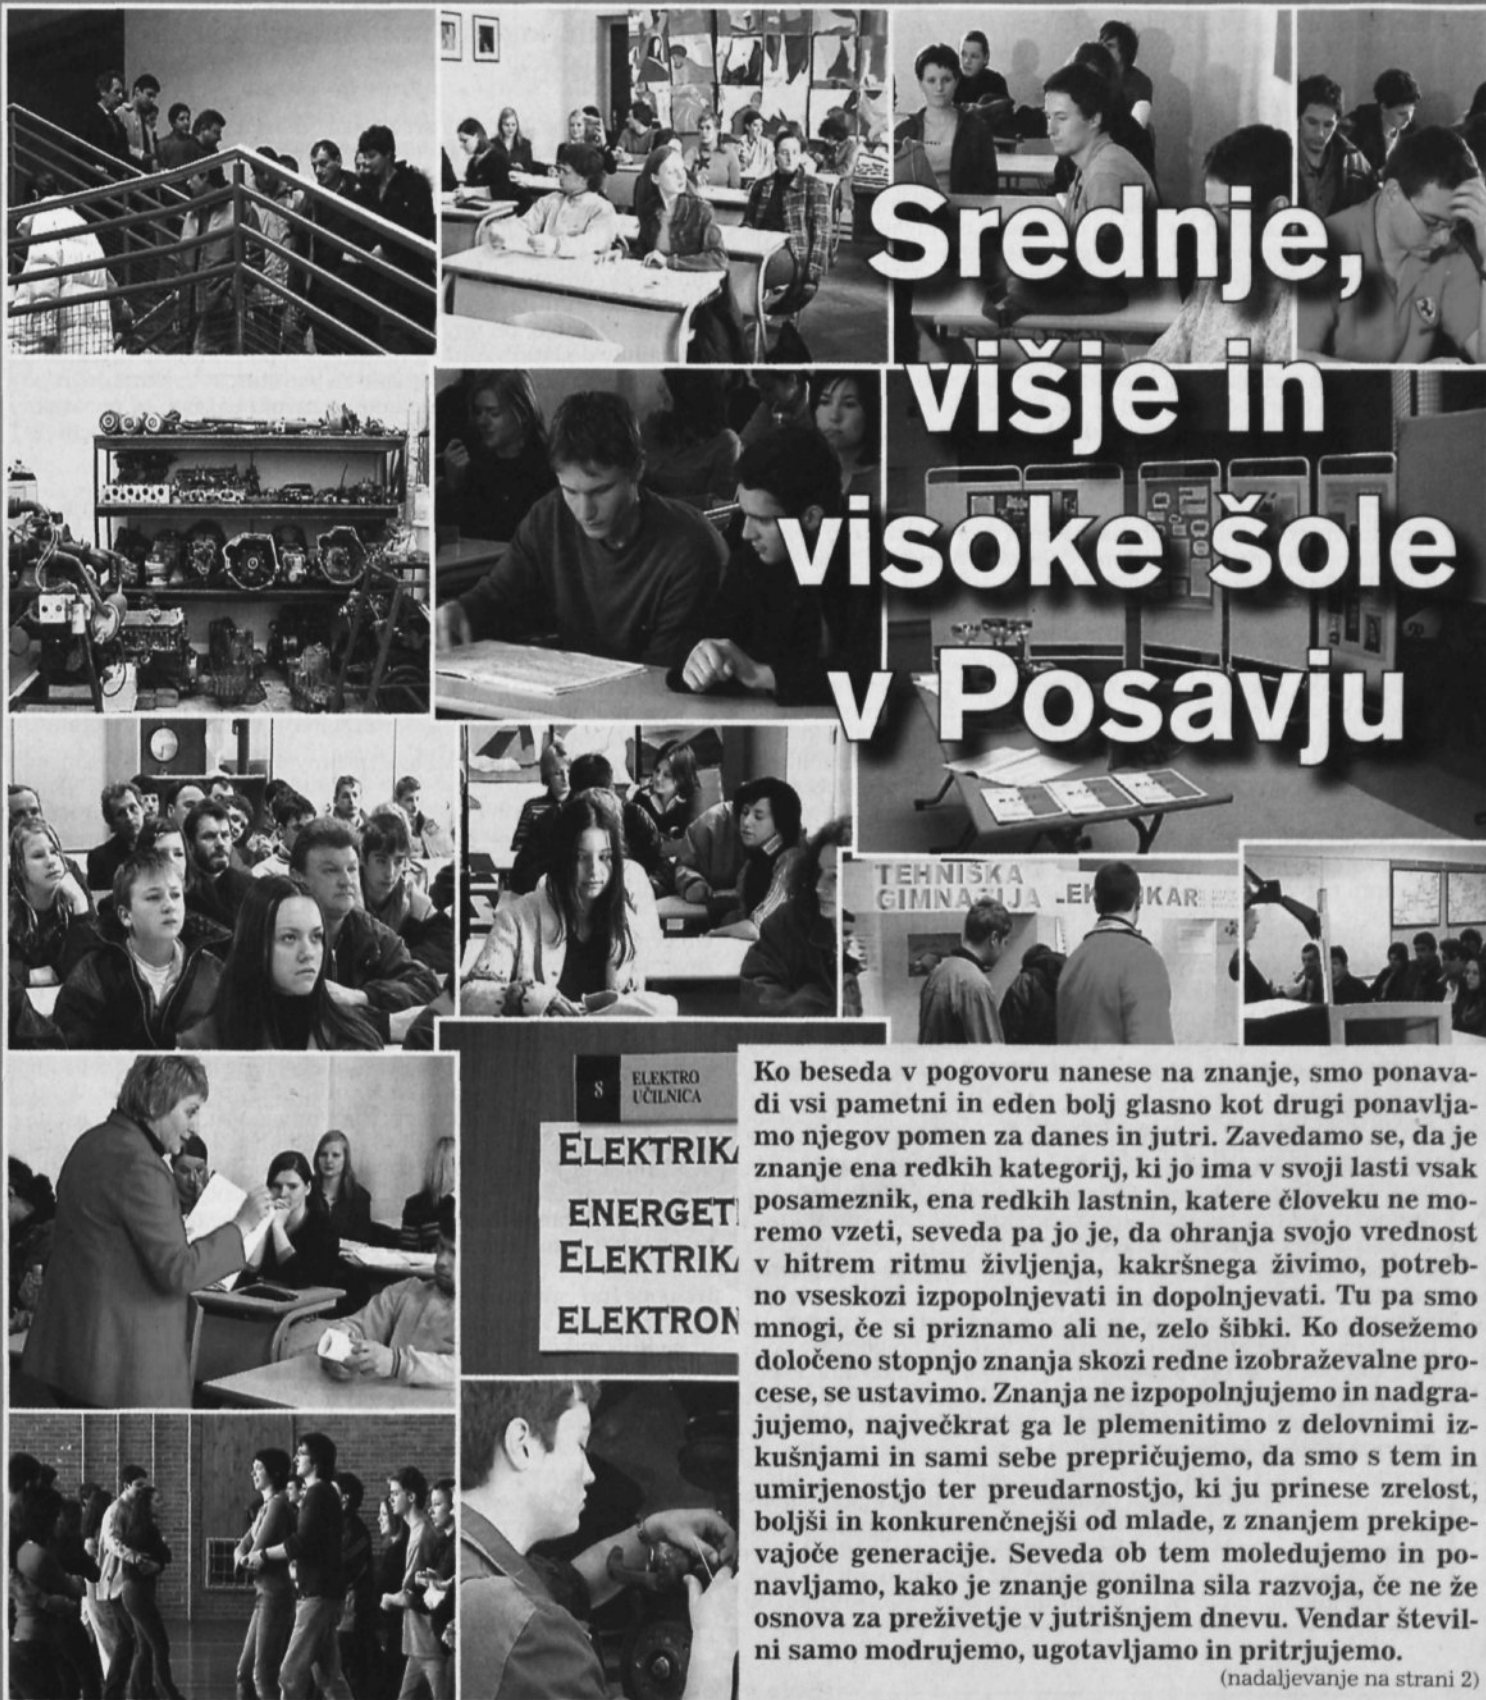 Srednje,
višje in
visoke šole
v Posavju
TEHNIŠKA
GIMNAZIJA
8
ELEKTRO
UČILNICA
ELEKTRIKA
ENERGET
ELEKTRIKA
ELEKTRON
Ko beseda v pogovoru nanese na znanje, smo ponava-
di vsi pametni in eden bolj glasno kot drugi ponavlja-
mo njegov pomen za danes in jutri. Zavedamo se, da je
znanje ena redkih kategorij, ki jo ima v svoji lasti vsak
posameznik, ena redkih lastnin, katere človeku ne mo-
remo vzeti, seveda pa jo je, da ohranja svojo vrednost
v hitrem ritmu življenja, kakršnega živimo, potreb-
no vseskozi izpopolnjevati in dopolnjevati. Tu pa smo
mnogi, če si priznamo ali ne, zelo šibki. Ko dosežemo
določeno stopnjo znanja skozi redne izobraževalne pro-
cese, se ustavimo. Znanja ne izpopolnjujemo in nadgra-
jujemo, največkrat ga le plemenitimo z delovnimi iz-
kušnjami in sami sebe prepričujemo, da smo s tem in
umirjenostjo ter preudarnostjo, ki ju prinese zrelost,
boljši in konkurenčnejši od mlade, z znanjem prekipe-
vajoče generacije. Seveda ob tem moledujemo in po-
navljamo, kako je znanje gonilna sila razvoja, če ne že
osnova za preživetje v jutrišnjem dnevu. Vendar števil-
ni samo modrujemo, ugotavljamo in pritrjujemo.
(nadaljevanje na strani 2)